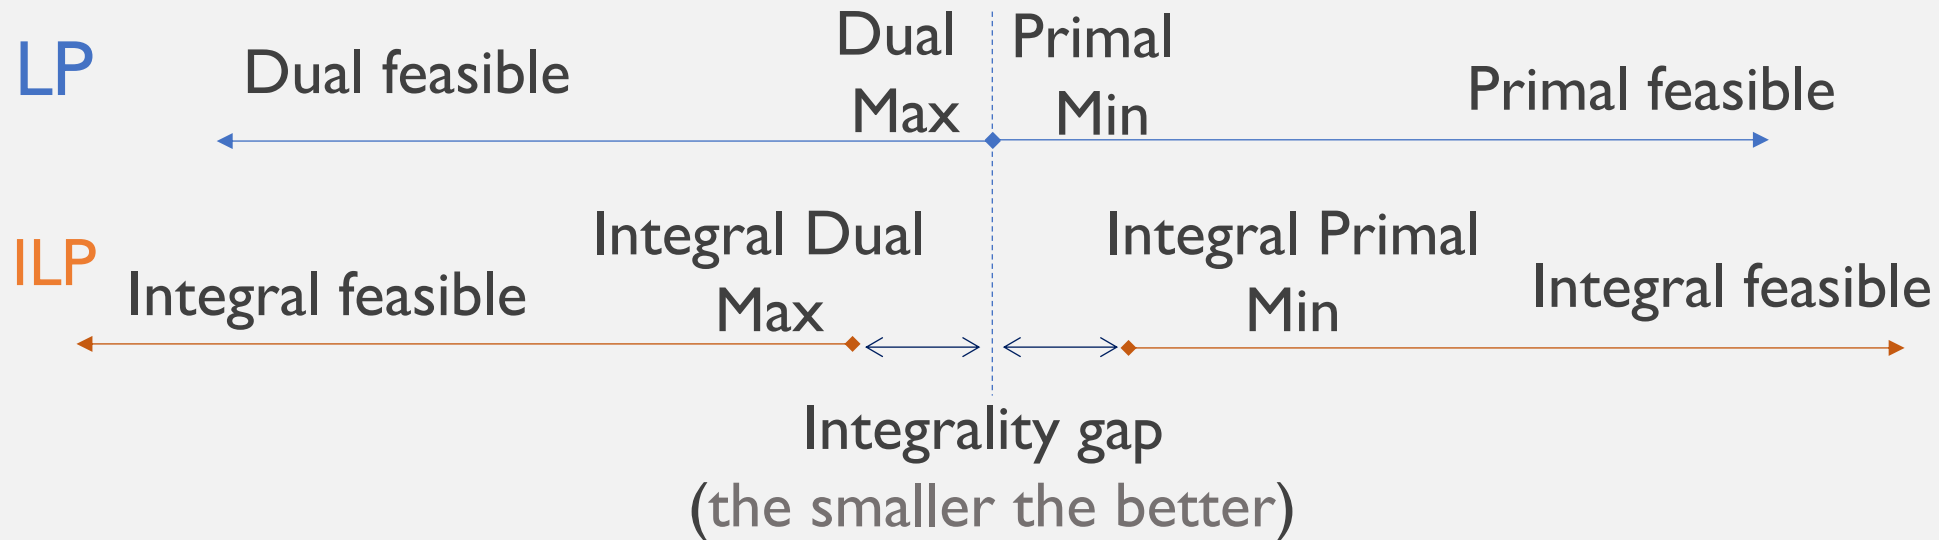 LP
Dual feasible
Dual
Max
Primal
Min
Primal feasible
ILP
Integral feasible
Integral Dual
Max
Integral Primal
Min
Integral feasible
Integrality gap
(the smaller the better)